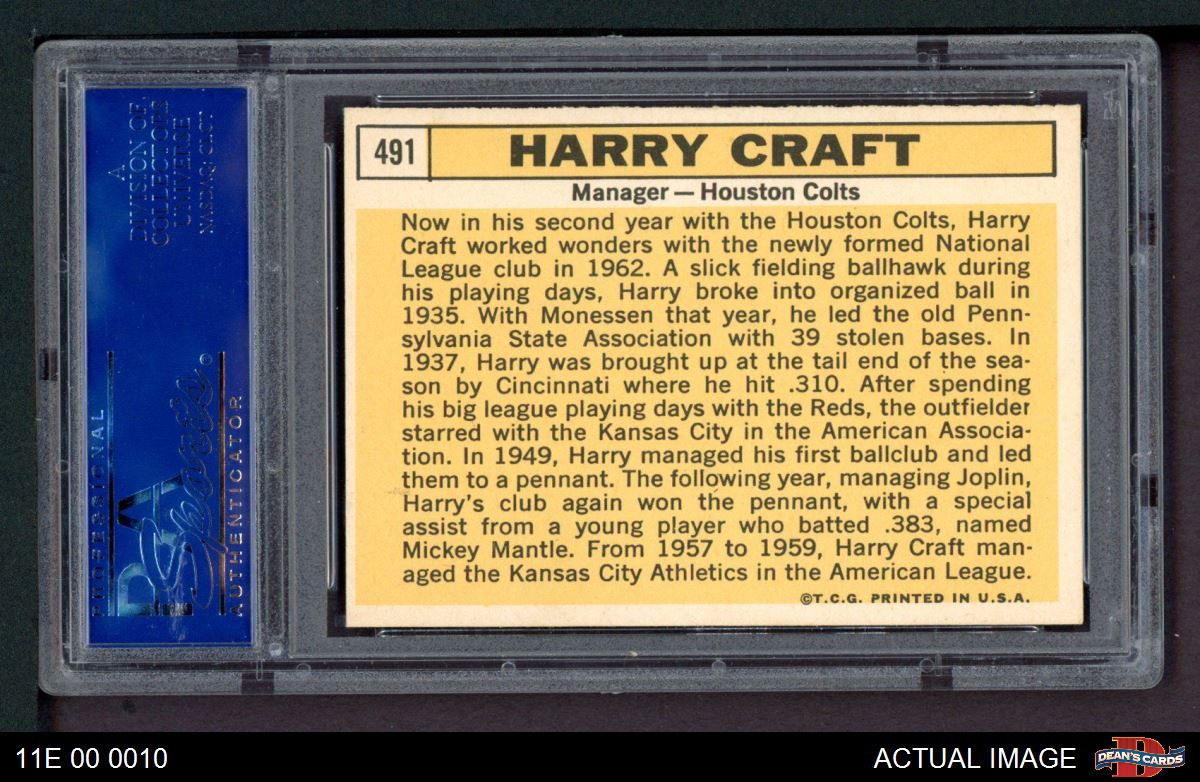 A
DIVISION OF
COLLECTORS
UNIVERSE
NASDAQ: CLCT
PROFESSIONAL
PSA
Sports
AUTHENTICATOR
491
HARRY CRAFT
Manager — Houston Colts
Now in his second year with the Houston Colts, Harry
Craft worked wonders with the newly formed National
League club in 1962. A slick fielding ballhawk during
his playing days, Harry broke into organized ball in
1935. With Monessen that year, he led the old Penn-
sylvania State Association with 39 stolen bases. In
1937, Harry was brought up at the tail end of the sea-
son by Cincinnati where he hit .310. After spending
his big league playing days with the Reds, the outfielder
starred with the Kansas City in the American Associa-
tion. In 1949, Harry managed his first ballclub and led
them to a pennant. The following year, managing Joplin,
Harry's club again won the pennant, with a special
assist from a young player who batted .383, named
Mickey Mantle. From 1957 to 1959, Harry Craft man-
aged the Kansas City Athletics in the American League.
©T.C.G. PRINTED IN U.S.A.
11E 00 0010
ACTUAL IMAGE
D
DEAN'S CARDS